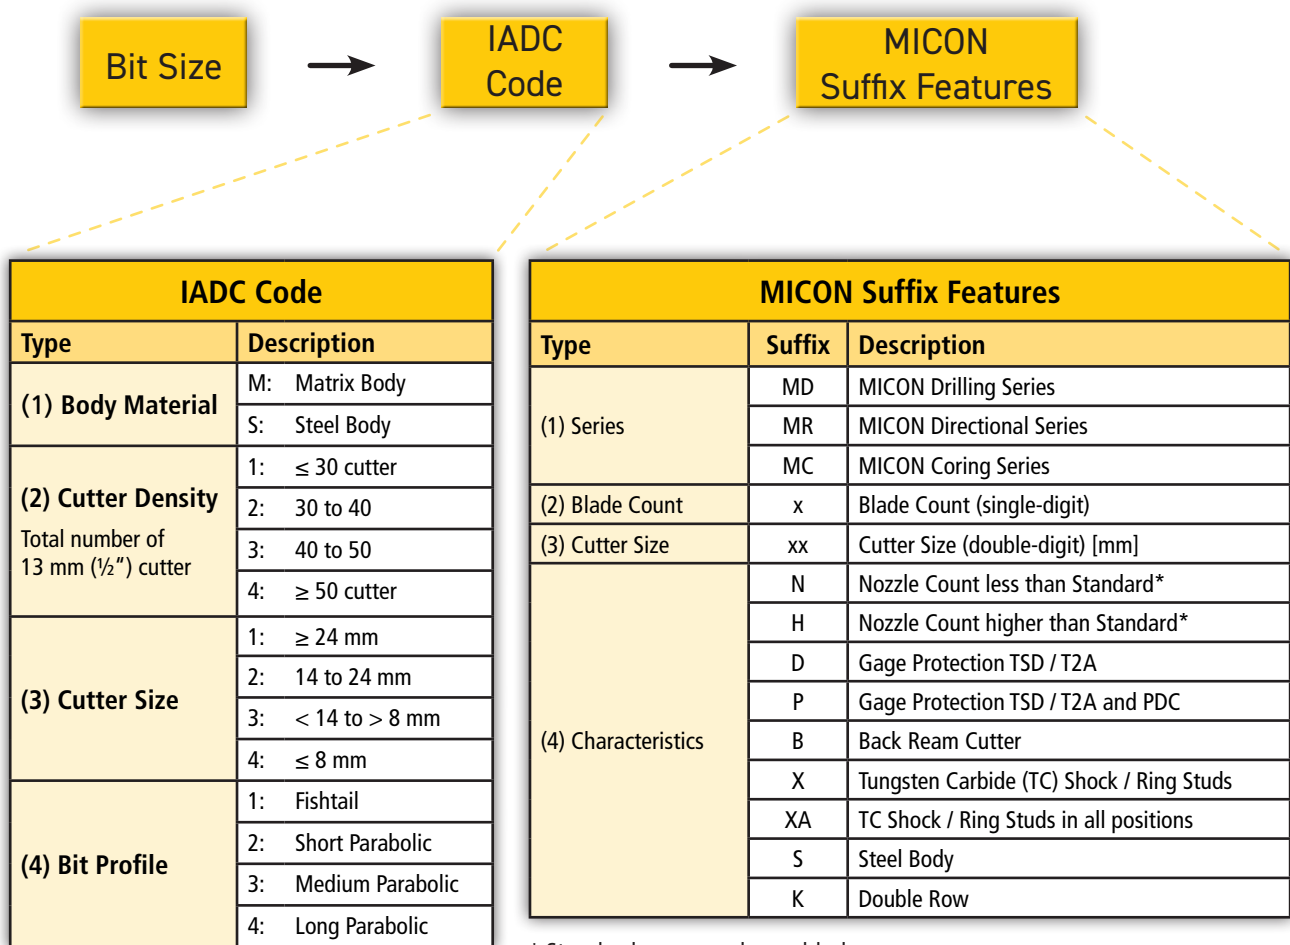 Bit Size
IADC
Code
MICON
Suffix Features
IADC Code
Type Description
(1) Body Material
M: Matrix Body
S: Steel Body
(2) Cutter Density
Total number of
13 mm (½“) cutter
1: ≤ 30 cutter
2: 30 to 40
3: 40 to 50
4: ≥ 50 cutter
(3) Cutter Size
1: ≥ 24 mm
2: 14 to 24 mm
3: < 14 to > 8 mm
4: ≤ 8 mm
(4) Bit Profile
1: Fishtail
2: Short Parabolic
3: Medium Parabolic
4: Long Parabolic
MICON Suffix Features
Type Suffix Description
(1) Series
MD MICON Drilling Series
MR MICON Directional Series
MC MICON Coring Series
(2) Blade Count x Blade Count (single-digit)
(3) Cutter Size xx Cutter Size (double-digit) [mm]
(4) Characteristics
N Nozzle Count less than Standard*
H Nozzle Count higher than Standard*
D Gage Protection TSD / T2A
P Gage Protection TSD / T2A and PDC
B Back Ream Cutter
X Tungsten Carbide (TC) Shock / Ring Studs
XA TC Shock / Ring Studs in all positions
S Steel Body
K Double Row